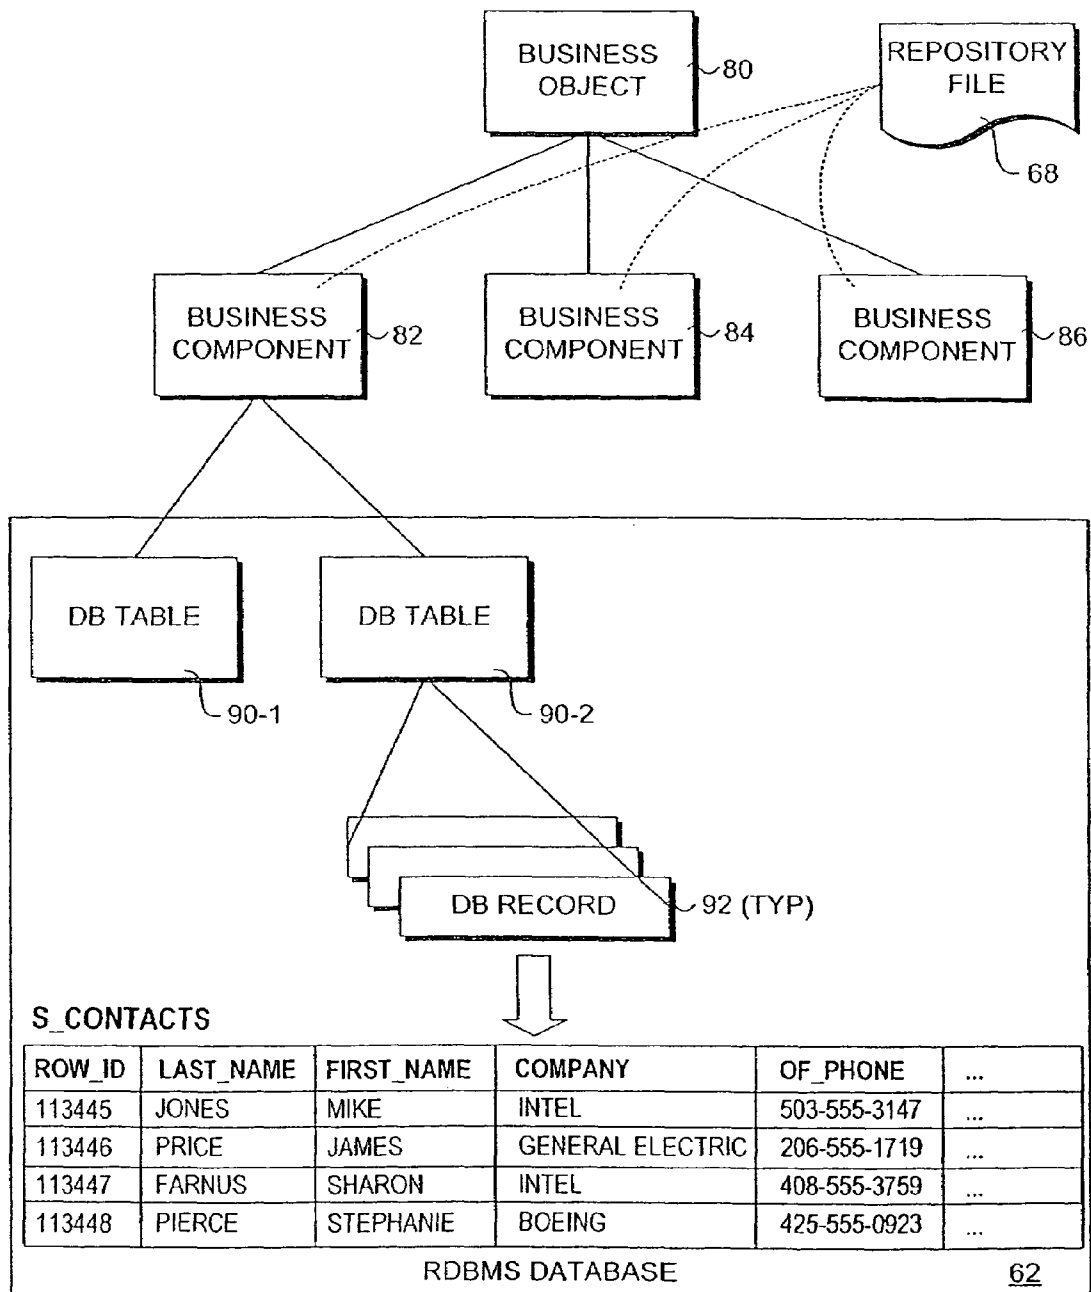 BUSINESS
OBJECT
80
REPOSITORY
FILE
68
BUSINESS
COMPONENT
82
BUSINESS
COMPONENT
84
BUSINESS
COMPONENT
86
DB TABLE
90-1
DB TABLE
90-2
DB RECORD
92 (TYP)
S_CONTACTS
ROW_ID LAST_NAME FIRST_NAME COMPANY OF_PHONE ...
113445 JONES MIKE INTEL 503-555-3147 ...
113446 PRICE JAMES GENERAL ELECTRIC 206-555-1719 ...
113447 FARNUS SHARON INTEL 408-555-3759 ...
113448 PIERCE STEPHANIE BOEING 425-555-0923 ...
RDBMS DATABASE
62